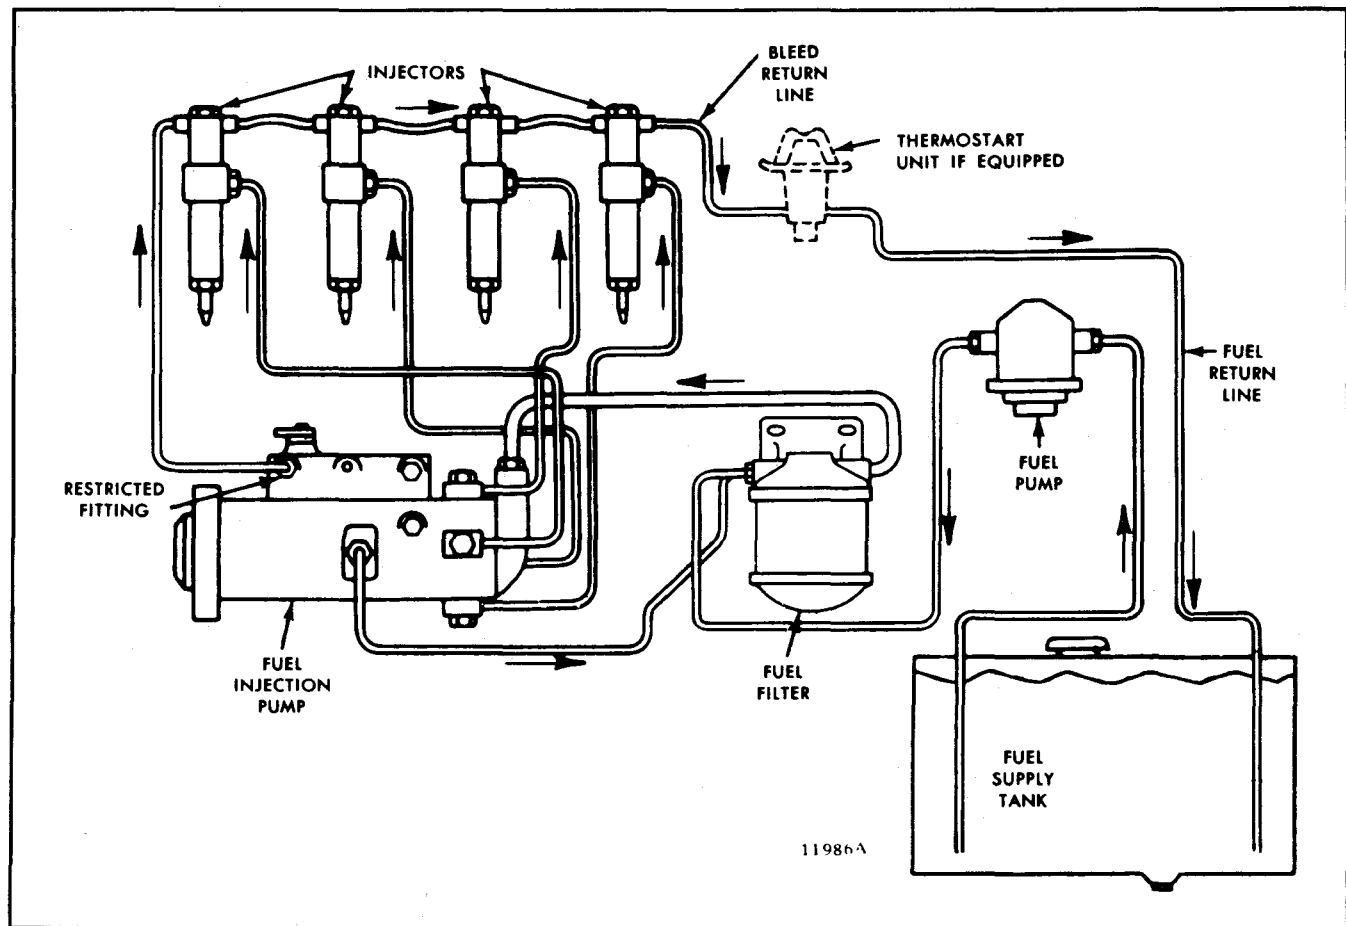 INJECTORS
BLEED
RETURN
LINE
THERMOSTART
UNIT IF EQUIPPED
FUEL
RETURN
LINE
FUEL
PUMP
RESTRICTED
FITTING
FUEL
INJECTION
PUMP
FUEL
FILTER
FUEL
SUPPLY
TANK
11986A